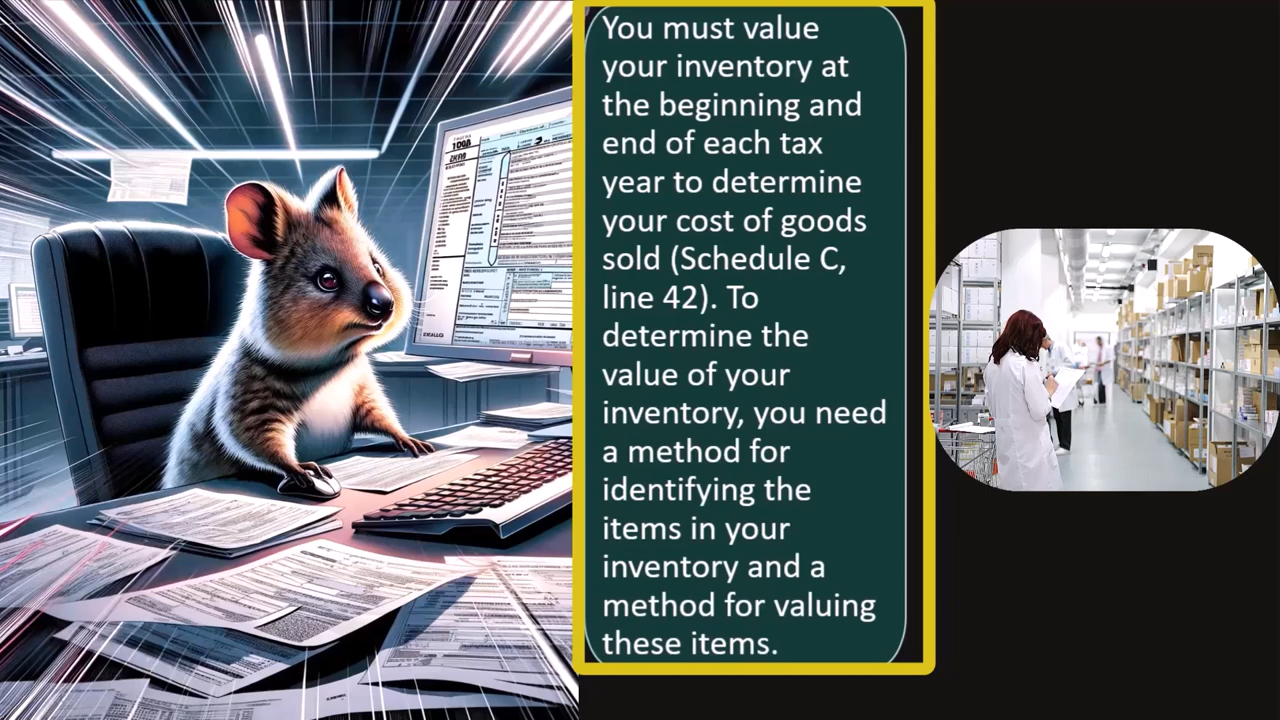 You must value
your inventory at
the beginning and
end of each tax
year to determine
your cost of goods
sold (Schedule C,
line 42). To
determine the
value of your
inventory, you need
a method for
identifying the
items in your
inventory and a
method for valuing
these items.